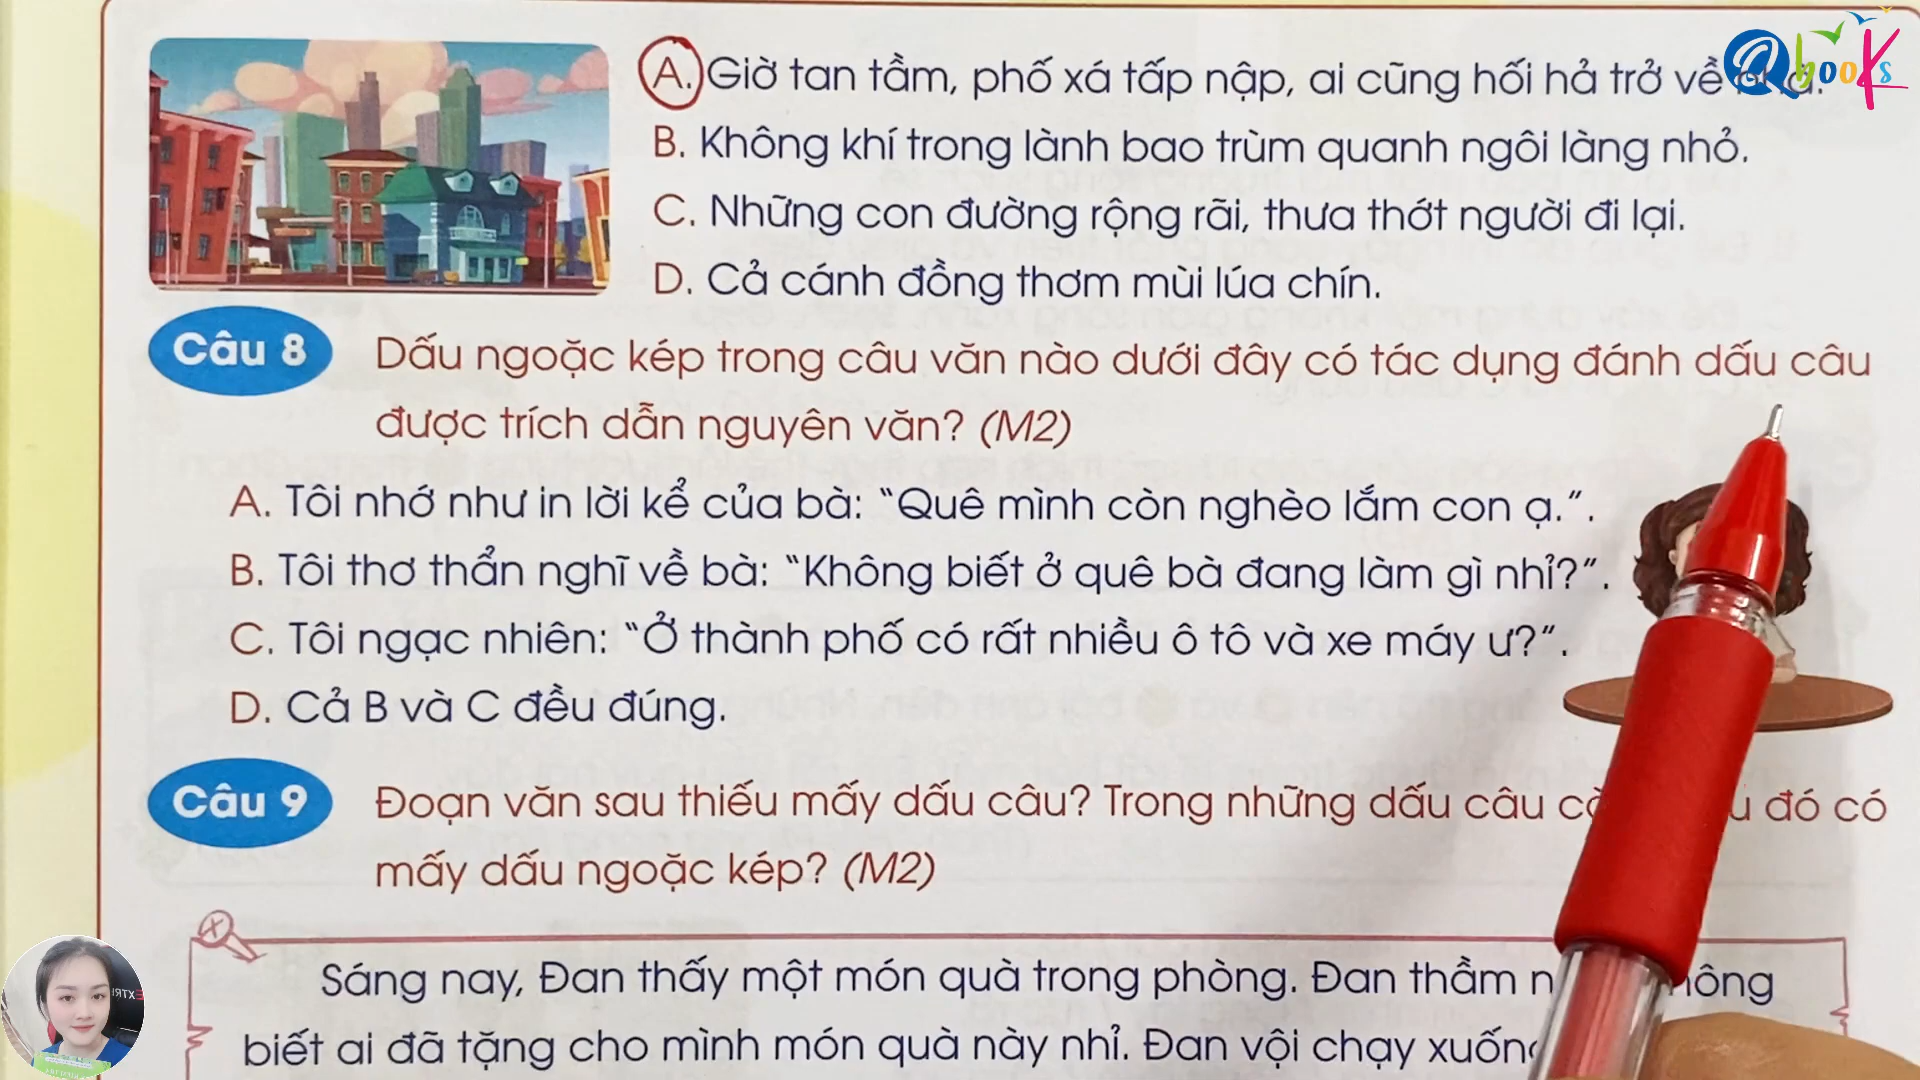 A. Giờ tan tầm, phố xá tấp nập, ai cũng hối hả trở về
Qbooks
B. Không khí trong lành bao trùm quanh ngôi làng nhỏ.
C. Những con đường rộng rãi, thưa thớt người đi lại.
D. Cả cánh đồng thơm mùi lúa chín.
Câu 8 Dấu ngoặc kép trong câu văn nào dưới đây có tác dụng đánh dấu câu
được trích dẫn nguyên văn? (M2)
A. Tôi nhớ như in lời kể của bà: “Quê mình còn nghèo lắm con ạ.”.
B. Tôi thơ thẩn nghĩ về bà: “Không biết ở quê bà đang làm gì nhỉ?”.
C. Tôi ngạc nhiên: “Ở thành phố có rất nhiều ô tô và xe máy ư?”.
D. Cả B và C đều đúng.
Câu 9 Đoạn văn sau thiếu mấy dấu câu? Trong những dấu câu đó có
mấy dấu ngoặc kép? (M2)
Sáng nay, Đan thấy một món quà trong phòng. Đan thầm
biết ai đã tặng cho mình món quà này nhỉ. Đan vội chạy